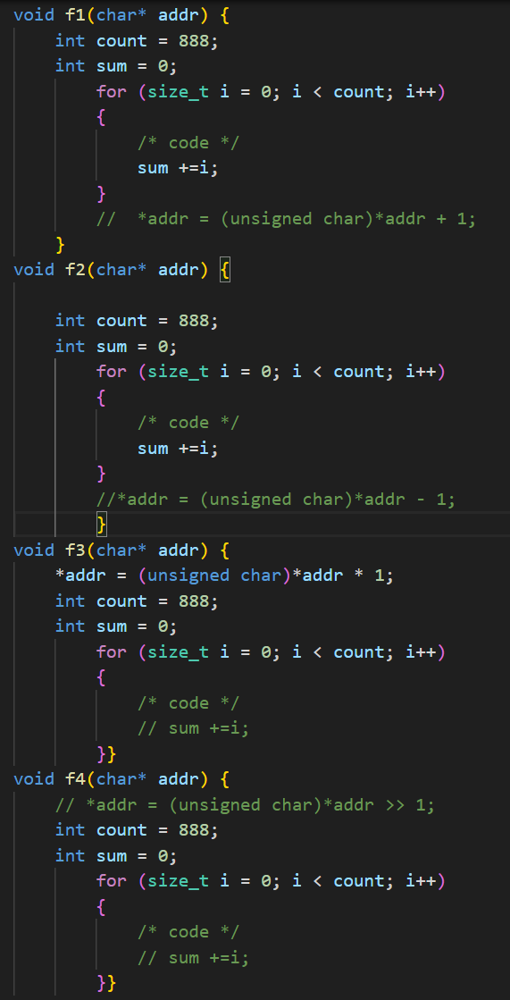 void f1(char* addr) {
    int count = 888;
    int sum = 0;
        for (size_t i = 0; i < count; i++)
        {
            /* code */
            sum +=i;
        }
        //  *addr = (unsigned char)*addr + 1;
    }
void f2(char* addr) {

    int count = 888;
    int sum = 0;
        for (size_t i = 0; i < count; i++)
        {
            /* code */
            sum +=i;
        }
        //*addr = (unsigned char)*addr - 1;
        }
void f3(char* addr) {
    *addr = (unsigned char)*addr * 1;
    int count = 888;
    int sum = 0;
        for (size_t i = 0; i < count; i++)
        {
            /* code */
            // sum +=i;
        }}
void f4(char* addr) {
    // *addr = (unsigned char)*addr >> 1;
    int count = 888;
    int sum = 0;
        for (size_t i = 0; i < count; i++)
        {
            /* code */
            // sum +=i;
        }}